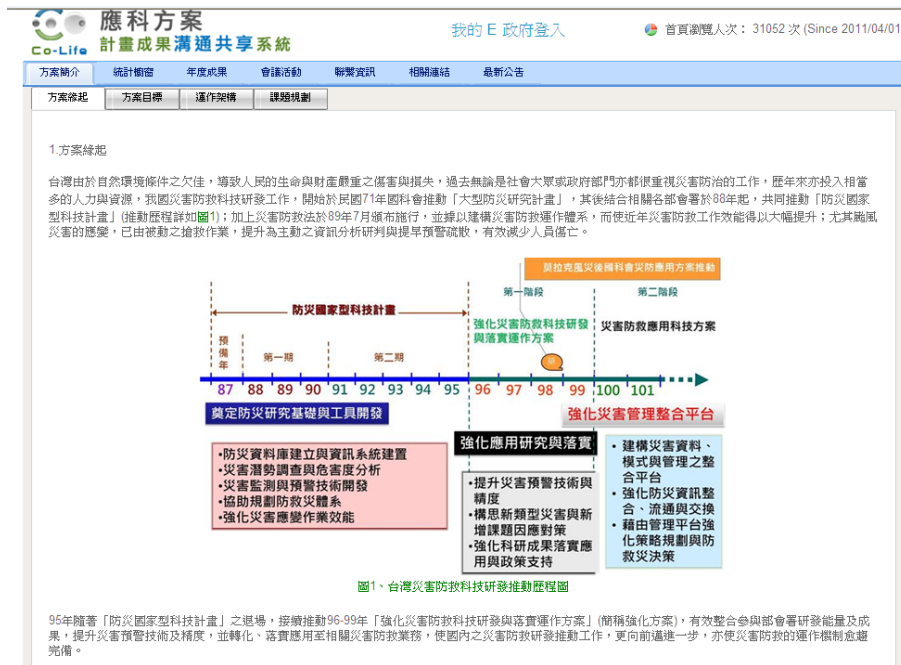 應科方案
計畫成果溝通共享系統
Co-Life
我的 E 政府登入
首頁瀏覽人次： 31052 次 (Since 2011/04/01
方案簡介 統計櫥窗 年度成果 會議活動 聯繫資訊 相關連結 最新公告
方案緣起 方案目標 運作架構 課題規劃
1.方案緣起
台灣由於自然環境條件之欠佳，導致人民的生命與財產嚴重之傷害與損失，過去無論是社會大眾或政府部門亦都很重視災害防治的工作，歷年來亦投入相當
多的人力與資源，我國災害防救科技研發工作，開始於民國71年國科會推動「大型防災研究計畫」，其後結合相關各部會署於88年起，共同推動「防災國家
型科技計畫」(推動歷程詳如圖1)；加上災害防救法於89年7月頒布施行，並據以建構災害防救運作體系，而使近年災害防救工作效能得以大幅提升；尤其颱風
災害的應變，已由被動之搶救作業，提升為主動之資訊分析研判與提早預警疏散，有效減少人員傷亡。
莫拉克風災後國科會災防應用方案推動
第一階段 第二階段
防災國家型科技計畫
強化災害防救科技研發
與落實運作方案
災害防救應用科技方案
預備年
第一期 第二期
莫
87 88 89 90 91 92 93 94 95 96 97 98 99 100 101
奠定防災研究基礎與工具開發
強化災害管理整合平台
強化應用研究與落實
•防災資料庫建立與資訊系統建置
•災害潛勢調查與危害度分析
•災害監測與預警技術開發
•協助規劃防救災體系
•強化災害應變作業效能
•提升災害預警技術與
精度
•構思新類型災害與新
增課題因應對策
•強化科研成果落實應
用與政策支持
• 建構災害資料、
模式與管理之整
合平台
• 強化防災資訊整
合、流通與交換
• 藉由管理平台強
化策略規劃與防
救災決策
圖1、台灣災害防救科技研發推動歷程圖
95年隨著「防災國家型科技計畫」之退場，接續推動96-99年「強化災害防救科技研發與落實運作方案」(簡稱強化方案)，有效整合參與部會署研發能量及成
果，提升災害預警技術及精度，並轉化、落實應用至相關災害防救業務，使國內之災害防救研發推動工作，更向前邁進一步，亦使災害防救的運作機制愈趨
完備。